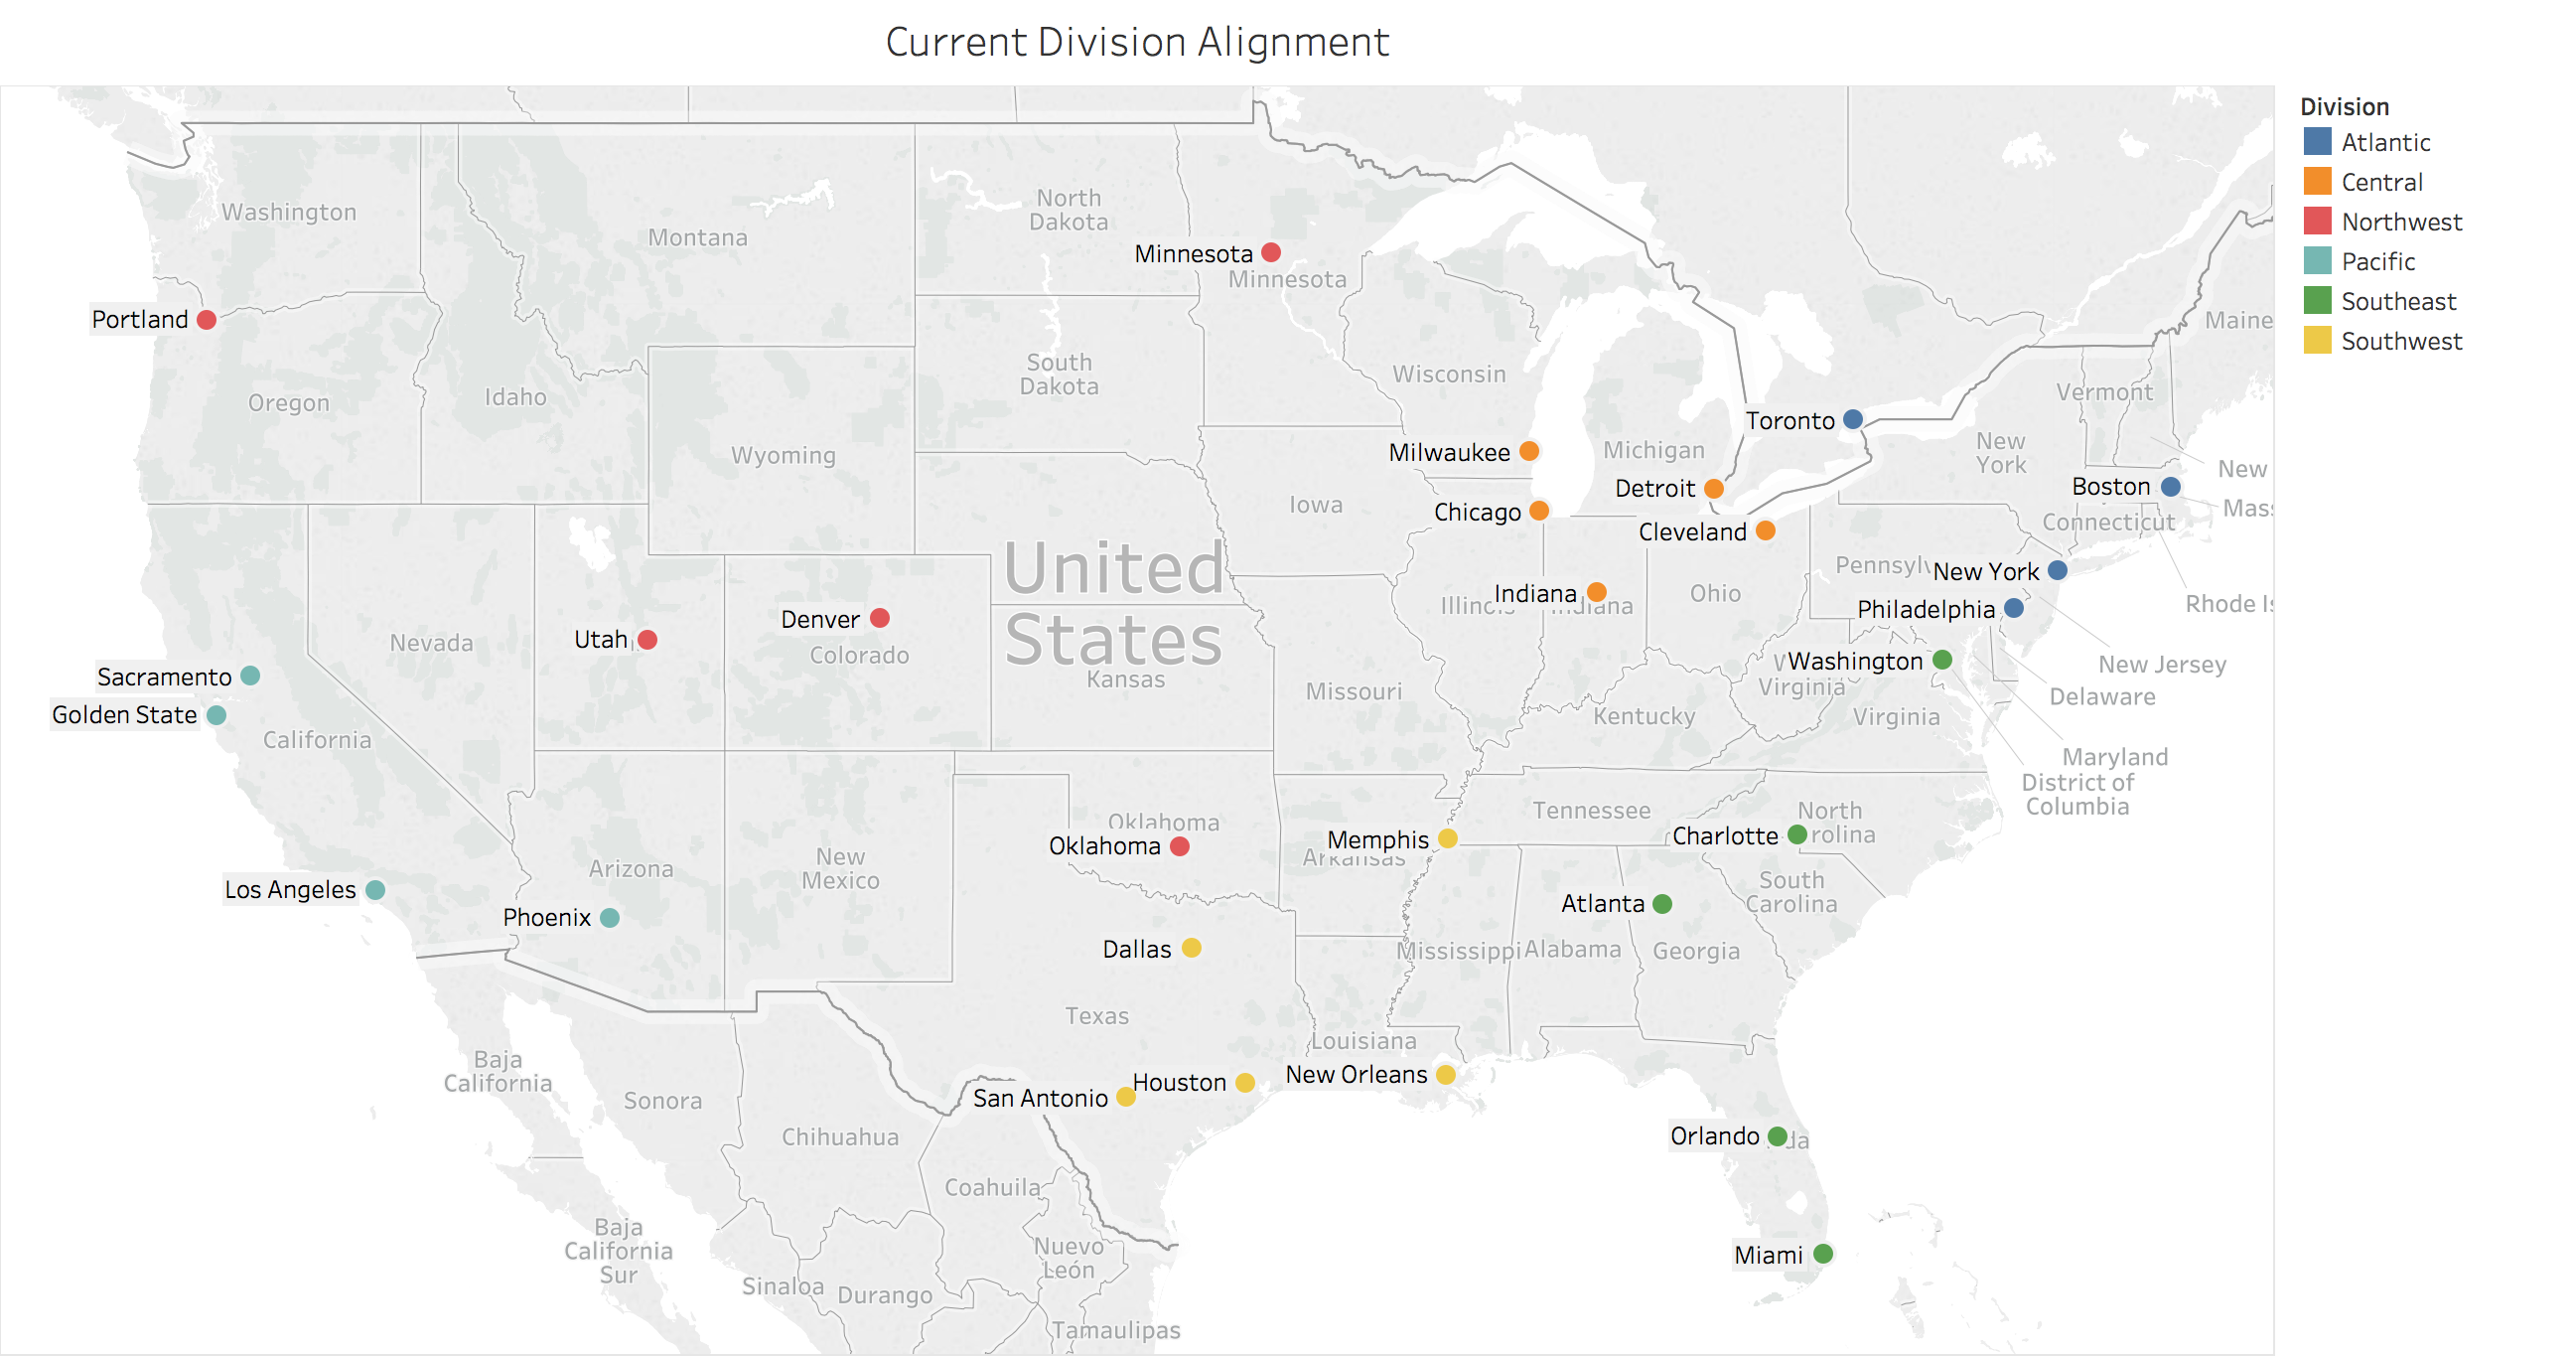 Current Division Alignment
Division
Atlantic
Central
Northwest
Pacific
Southeast
Southwest
Washington
Montana
North
Dakota
Minnesota
Minnesota
Portland
Oregon
Idaho
South
Dakota
Wisconsin
Maine
Vermont
Wyoming
Toronto
Milwaukee
Michigan
New
York
New
Detroit
Boston
Mass
Iowa
Chicago
Cleveland
Connecticut
United
States
Pennsylv
New York
Indiana
Illinois
Indiana
Ohio
Philadelphia
Rhode Is
Denver
Utah
Nevada
Colorado
Kansas
Washington
W
Virginia
New Jersey
Sacramento
Golden State
California
Missouri
Kentucky
Virginia
Delaware
Maryland
District of
Columbia
Oklahoma
Oklahoma
Tennessee
North
rolina
Memphis
Arkansas
Charlotte
Los Angeles
Arizona
New
Mexico
Phoenix
South
Carolina
Atlanta
Dallas
Mississippi
Alabama
Georgia
Texas
Louisiana
Baja
California
Sonora
San Antonio
Houston
New Orleans
Chihuahua
Orlando
da
Coahuila
Baja
California
Sur
Nuevo
León
Miami
Sinaloa
Durango
Tamaulipas